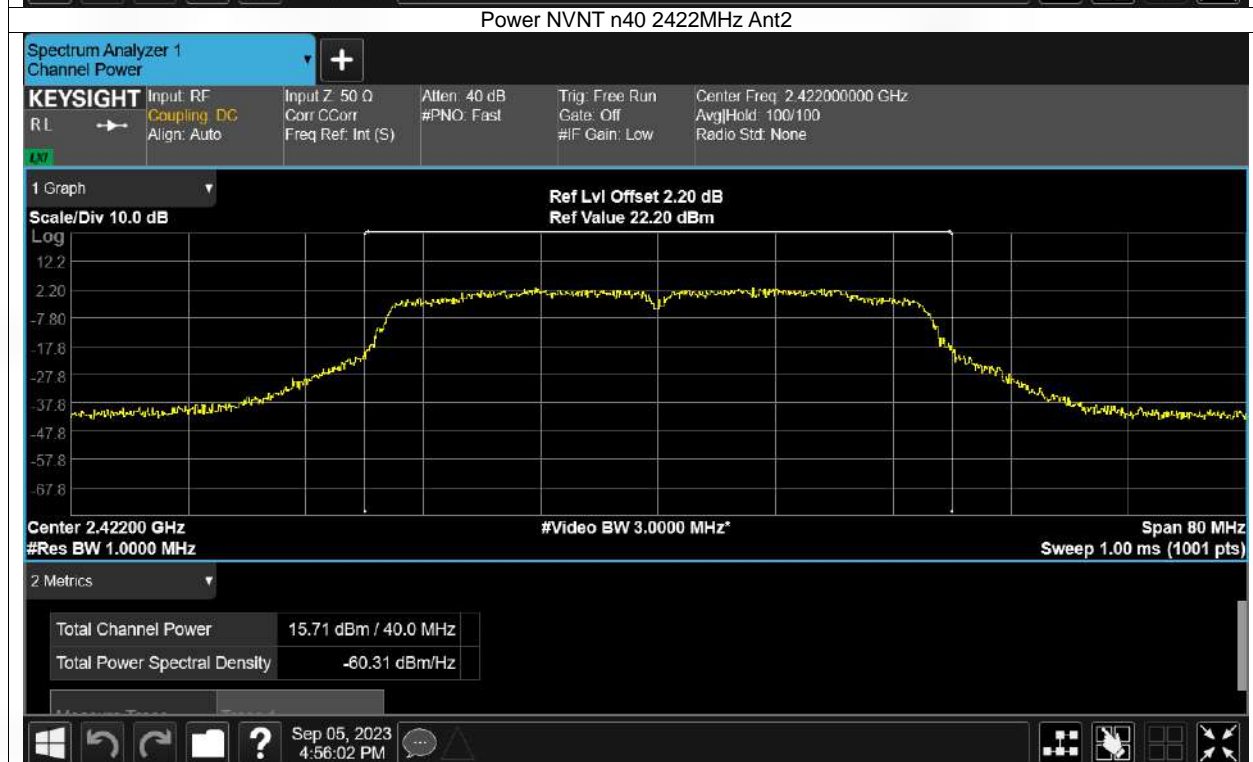 Power NVNT n40 2422MHz Ant2
Spectrum Analyzer 1
Channel Power
+
KEYSIGHT
RL
LXI
Input: RF
Coupling: DC
Align: Auto
Input Z: 50 Ω
Corr CCorr
Freq Ref: Int (S)
Atten: 40 dB
#PNO: Fast
Trig: Free Run
Gate: Off
#IF Gain: Low
Center Freq: 2.422000000 GHz
Avg|Hold: 100/100
Radio Std: None
1 Graph
Scale/Div 10.0 dB
Ref Lvl Offset 2.20 dB
Ref Value 22.20 dBm
Log
12.2
2.20
-7.80
-17.8
-27.8
-37.8
-47.8
-57.8
-67.8
Center 2.42200 GHz
#Res BW 1.0000 MHz
#Video BW 3.0000 MHz*
Span 80 MHz
Sweep 1.00 ms (1001 pts)
2 Metrics
Total Channel Power 15.71 dBm / 40.0 MHz
Total Power Spectral Density -60.31 dBm/Hz
?
Sep 05, 2023
4:56:02 PM